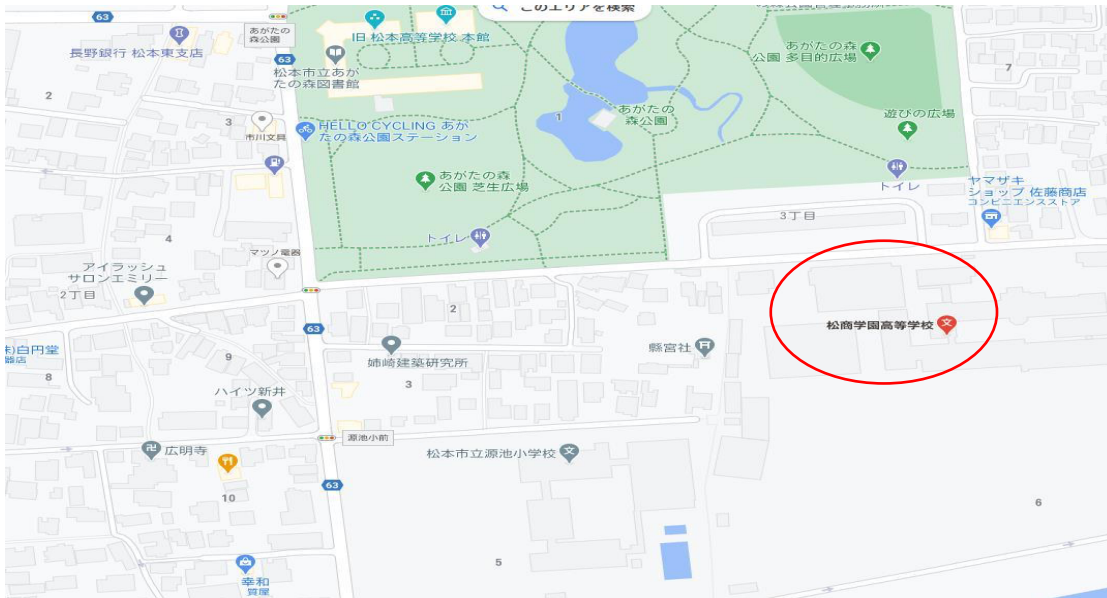 このエリアを検索
63
あがたの
森公園
長野銀行 松本東支店
旧 松本高等学校 本館
63
松本市立あが
たの森図書館
あがたの森
公園 多目的広場
7
2
3
市川文具
HELLO CYCLING あが
たの森公園ステーション
1
あがたの
森公園
遊びの広場
あがたの森
公園 芝生広場
トイレ
ヤマザキ
ショップ 佐藤商店
コンビニエンスストア
3丁目
4
トイレ
マツノ電器
アイラッシュ
サロンエミリー
2丁目
2
63
松商学園高等学校
縣宮社
白円堂
器店
8
9
姉崎建築研究所
3
ハイツ新井
源池小前
広明寺
松本市立源池小学校
63
10
6
5
幸和
質屋